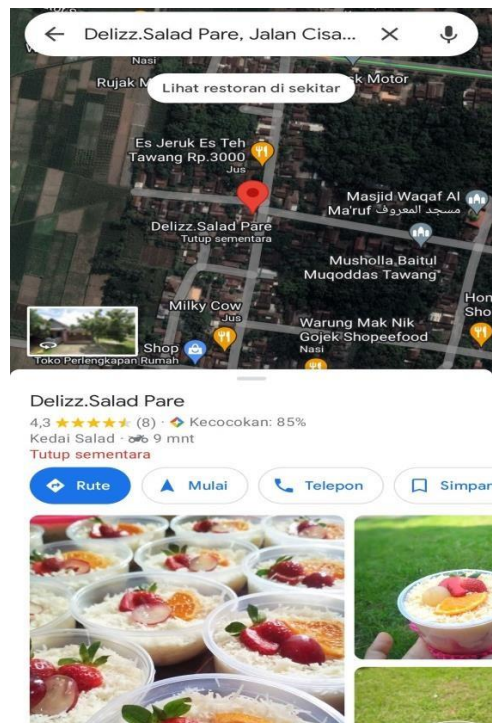 Delizz.Salad Pare, Jalan Cisa...
Nasi
Rujak M
Lihat restoran di sekitar
sk Motor
Es Jeruk Es Teh
Tawang Rp.3000
Jus
Masjid Waqaf Al
Ma'ruf مسجد المعروف
Delizz.Salad Pare
Tutup sementara
Musholla Baitul
Muqoddas Tawang"
Milky Cow
Jus
Hon
Sho
Warung Mak Nik
Gojek Shopeefood
Nasi
Shop
Toko Perlengkapan Rumah
Delizz.Salad Pare
4,3 (8) · Kecocokan: 85%
Kedai Salad · 9 mnt
Tutup sementara
Rute
Mulai
Telepon
Simpan